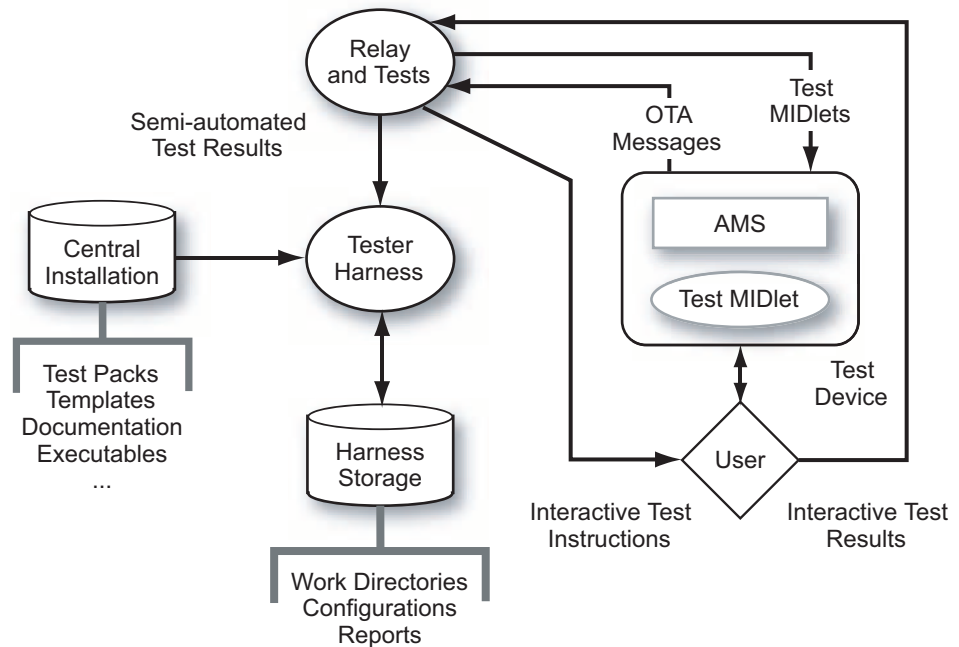 Relay
and Tests
Test
MIDlets
OTA
Messages
Semi-automated
Test Results
Central
Installation
Tester
Harness
AMS
Test MIDlet
Test Packs
Templates
Documentation
Executables
...
Test
Device
Harness
Storage
User
Interactive Test
Instructions
Interactive Test
Results
Work Directories
Configurations
Reports